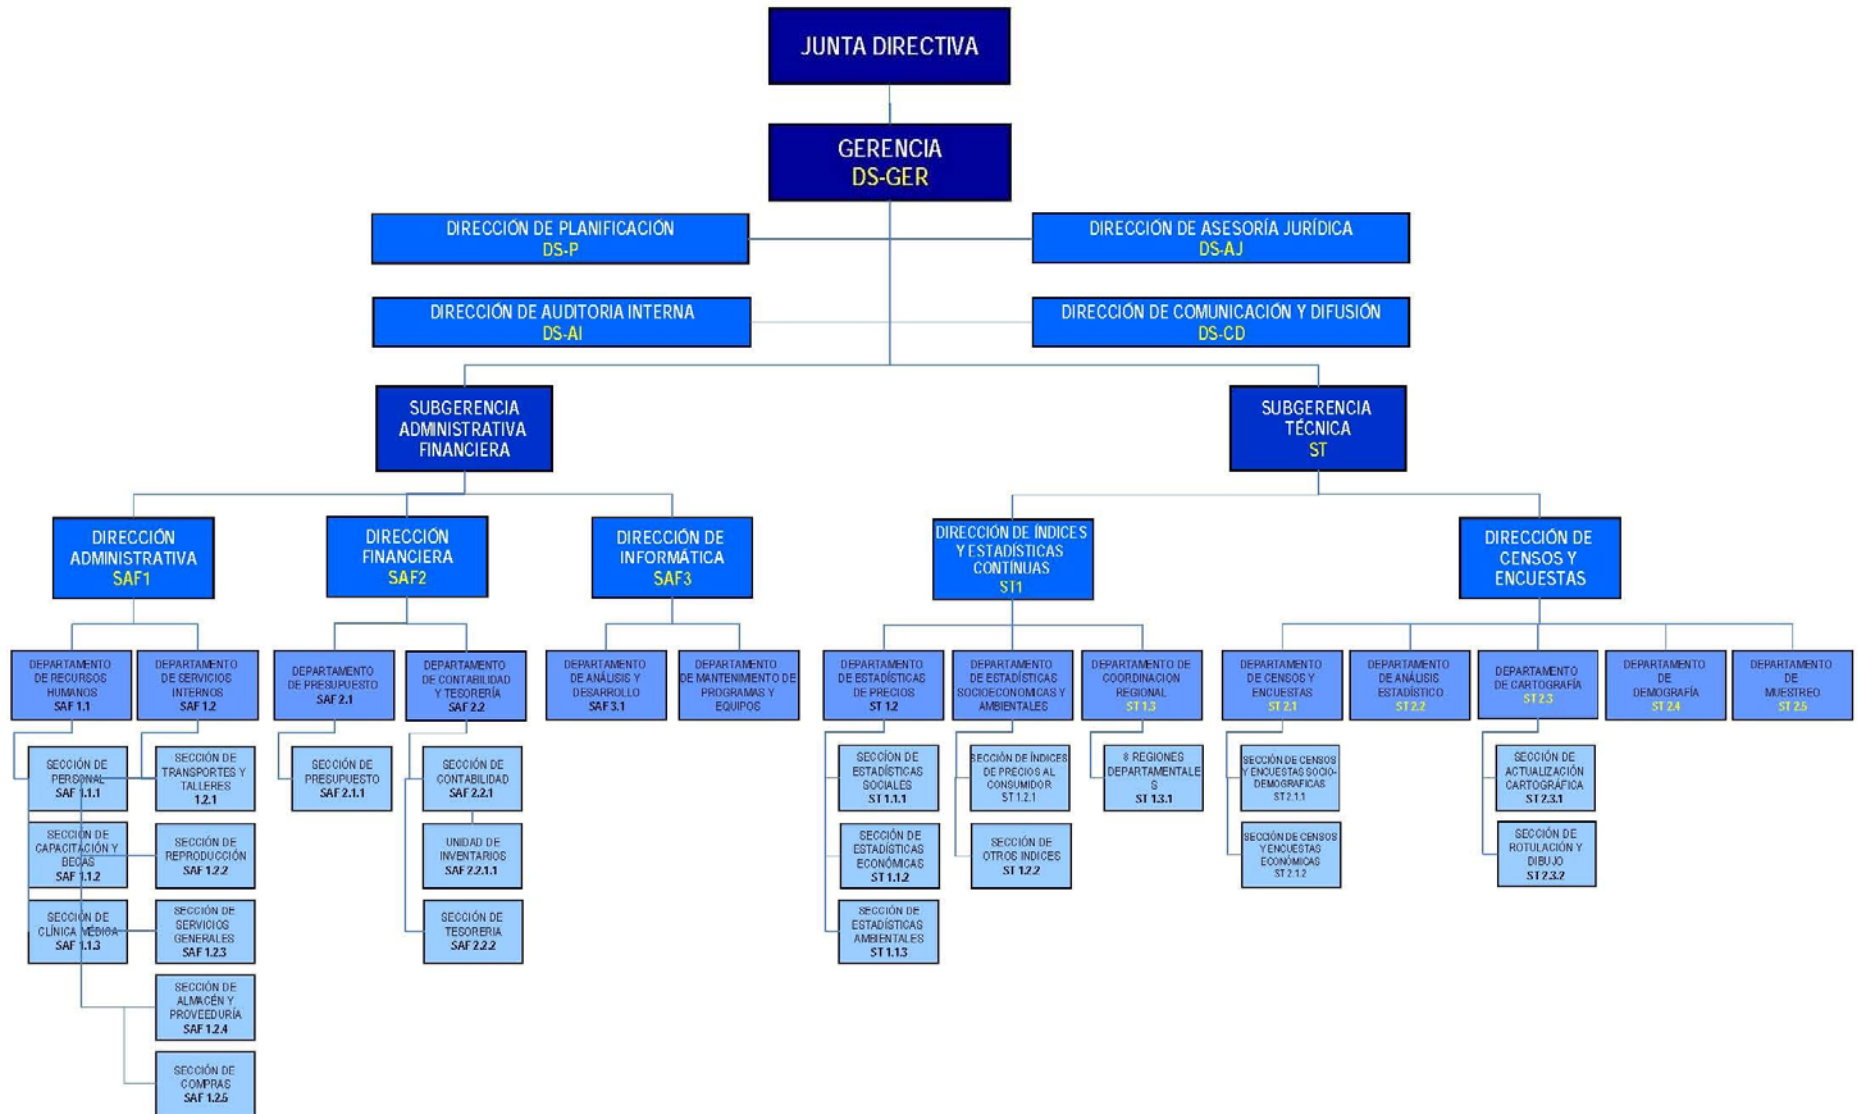 JUNTA DIRECTIVA
GERENCIA
DS-GER
DIRECCIÓN DE PLANIFICACIÓN
DS-P
DIRECCIÓN DE ASESORÍA JURÍDICA
DS-AJ
DIRECCIÓN DE AUDITORIA INTERNA
DS-AI
DIRECCIÓN DE COMUNICACIÓN Y DIFUSIÓN
DS-CD
SUBGERENCIA
ADMINISTRATIVA
FINANCIERA
SUBGERENCIA
TÉCNICA
ST
DIRECCIÓN
ADMINISTRATIVA
SAF1
DIRECCIÓN
FINANCIERA
SAF2
DIRECCIÓN DE
INFORMÁTICA
SAF3
DIRECCIÓN DE ÍNDICES
Y ESTADÍSTICAS
CONTÍNUAS
ST1
DIRECCIÓN DE
CENSOS Y
ENCUESTAS
DEPARTAMENTO
DE RECURSOS
HUMANOS
SAF 1.1
DEPARTAMENTO
DE SERVICIOS
INTERNOS
SAF 1.2
DEPARTAMENTO
DE PRESUPUESTO
SAF 2.1
DEPARTAMENTO
DE CONTABILIDAD
Y TESORERÍA
SAF 2.2
DEPARTAMENTO
DE ANÁLISIS Y
DESARROLLO
SAF 3.1
DEPARTAMENTO
DE MANTENIMIENTO DE
PROGRAMAS Y
EQUIPOS
DEPARTAMENTO
DE ESTADÍSTICAS
DE PRECIOS
ST 1.2
DEPARTAMENTO
DE ESTADÍSTICAS
SOCIOECONOMICAS Y
AMBIENTALES
DEPARTAMENTO DE
COORDINACION
REGIONAL
ST 1.3
DEPARTAMENTO
DE CENSOS Y
ENCUESTAS
ST 2.1
DEPARTAMENTO
DE ANÁLISIS
ESTADÍSTICO
ST 2.2
DEPARTAMENTO
DE CARTOGRAFÍA
ST 2.3
DEPARTAMENTO
DE
DEMOGRAFÍA
ST 2.4
DEPARTAMENTO
DE
MUESTREO
ST 2.5
SECCIÓN DE
PERSONAL
SAF 1.1.1
SECCIÓN DE
TRANSPORTES Y
TALLERES
1.2.1
SECCIÓN DE
PRESUPUESTO
SAF 2.1.1
SECCIÓN DE
CONTABILIDAD
SAF 2.2.1
SECCÍON DE
ESTADÍSTICAS
SOCIALES
ST 1.1.1
SECCIÓN DE ÍNDICES
DE PRECIOS AL
CONSUMIDOR
ST 1.2.1
8 REGIONES
DEPARTAMENTALE
S
ST 1.3.1
SECCIÓN DE CENSOS
Y ENCUESTAS SOCIO-
DEMOGRAFICAS
ST 2.1.1
SECCIÓN DE
ACTUALIZACIÓN
CARTOGRÁFICA
ST 2.3.1
SECCIÓN DE
CAPACITACIÓN Y
BECAS
SAF 1.1.2
SECCIÓN DE
REPRODUCCIÓN
SAF 1.2.2
UNIDAD DE
INVENTARIOS
SAF 2.2.1.1
SECCIÓN DE
ESTADÍSTICAS
ECONÓMICAS
ST 1.1.2
SECCIÓN DE
OTROS INDICES
ST 1.2.2
SECCIÓN DE CENSOS
Y ENCUESTAS
ECONÓMICAS
ST 2.1.2
SECCIÓN DE
ROTULACIÓN Y
DIBUJO
ST 2.3.2
SECCIÓN DE
CLÍNICA MÉDICA
SAF 1.1.3
SECCIÓN DE
SERVICIOS
GENERALES
SAF 1.2.3
SECCIÓN DE
TESORERIA
SAF 2.2.2
SECCIÓN DE
ESTADÍSTICAS
AMBIENTALES
ST 1.1.3
SECCIÓN DE
ALMACÉN Y
PROVEEDURÍA
SAF 1.2.4
SECCIÓN DE
COMPRAS
SAF 1.2.5